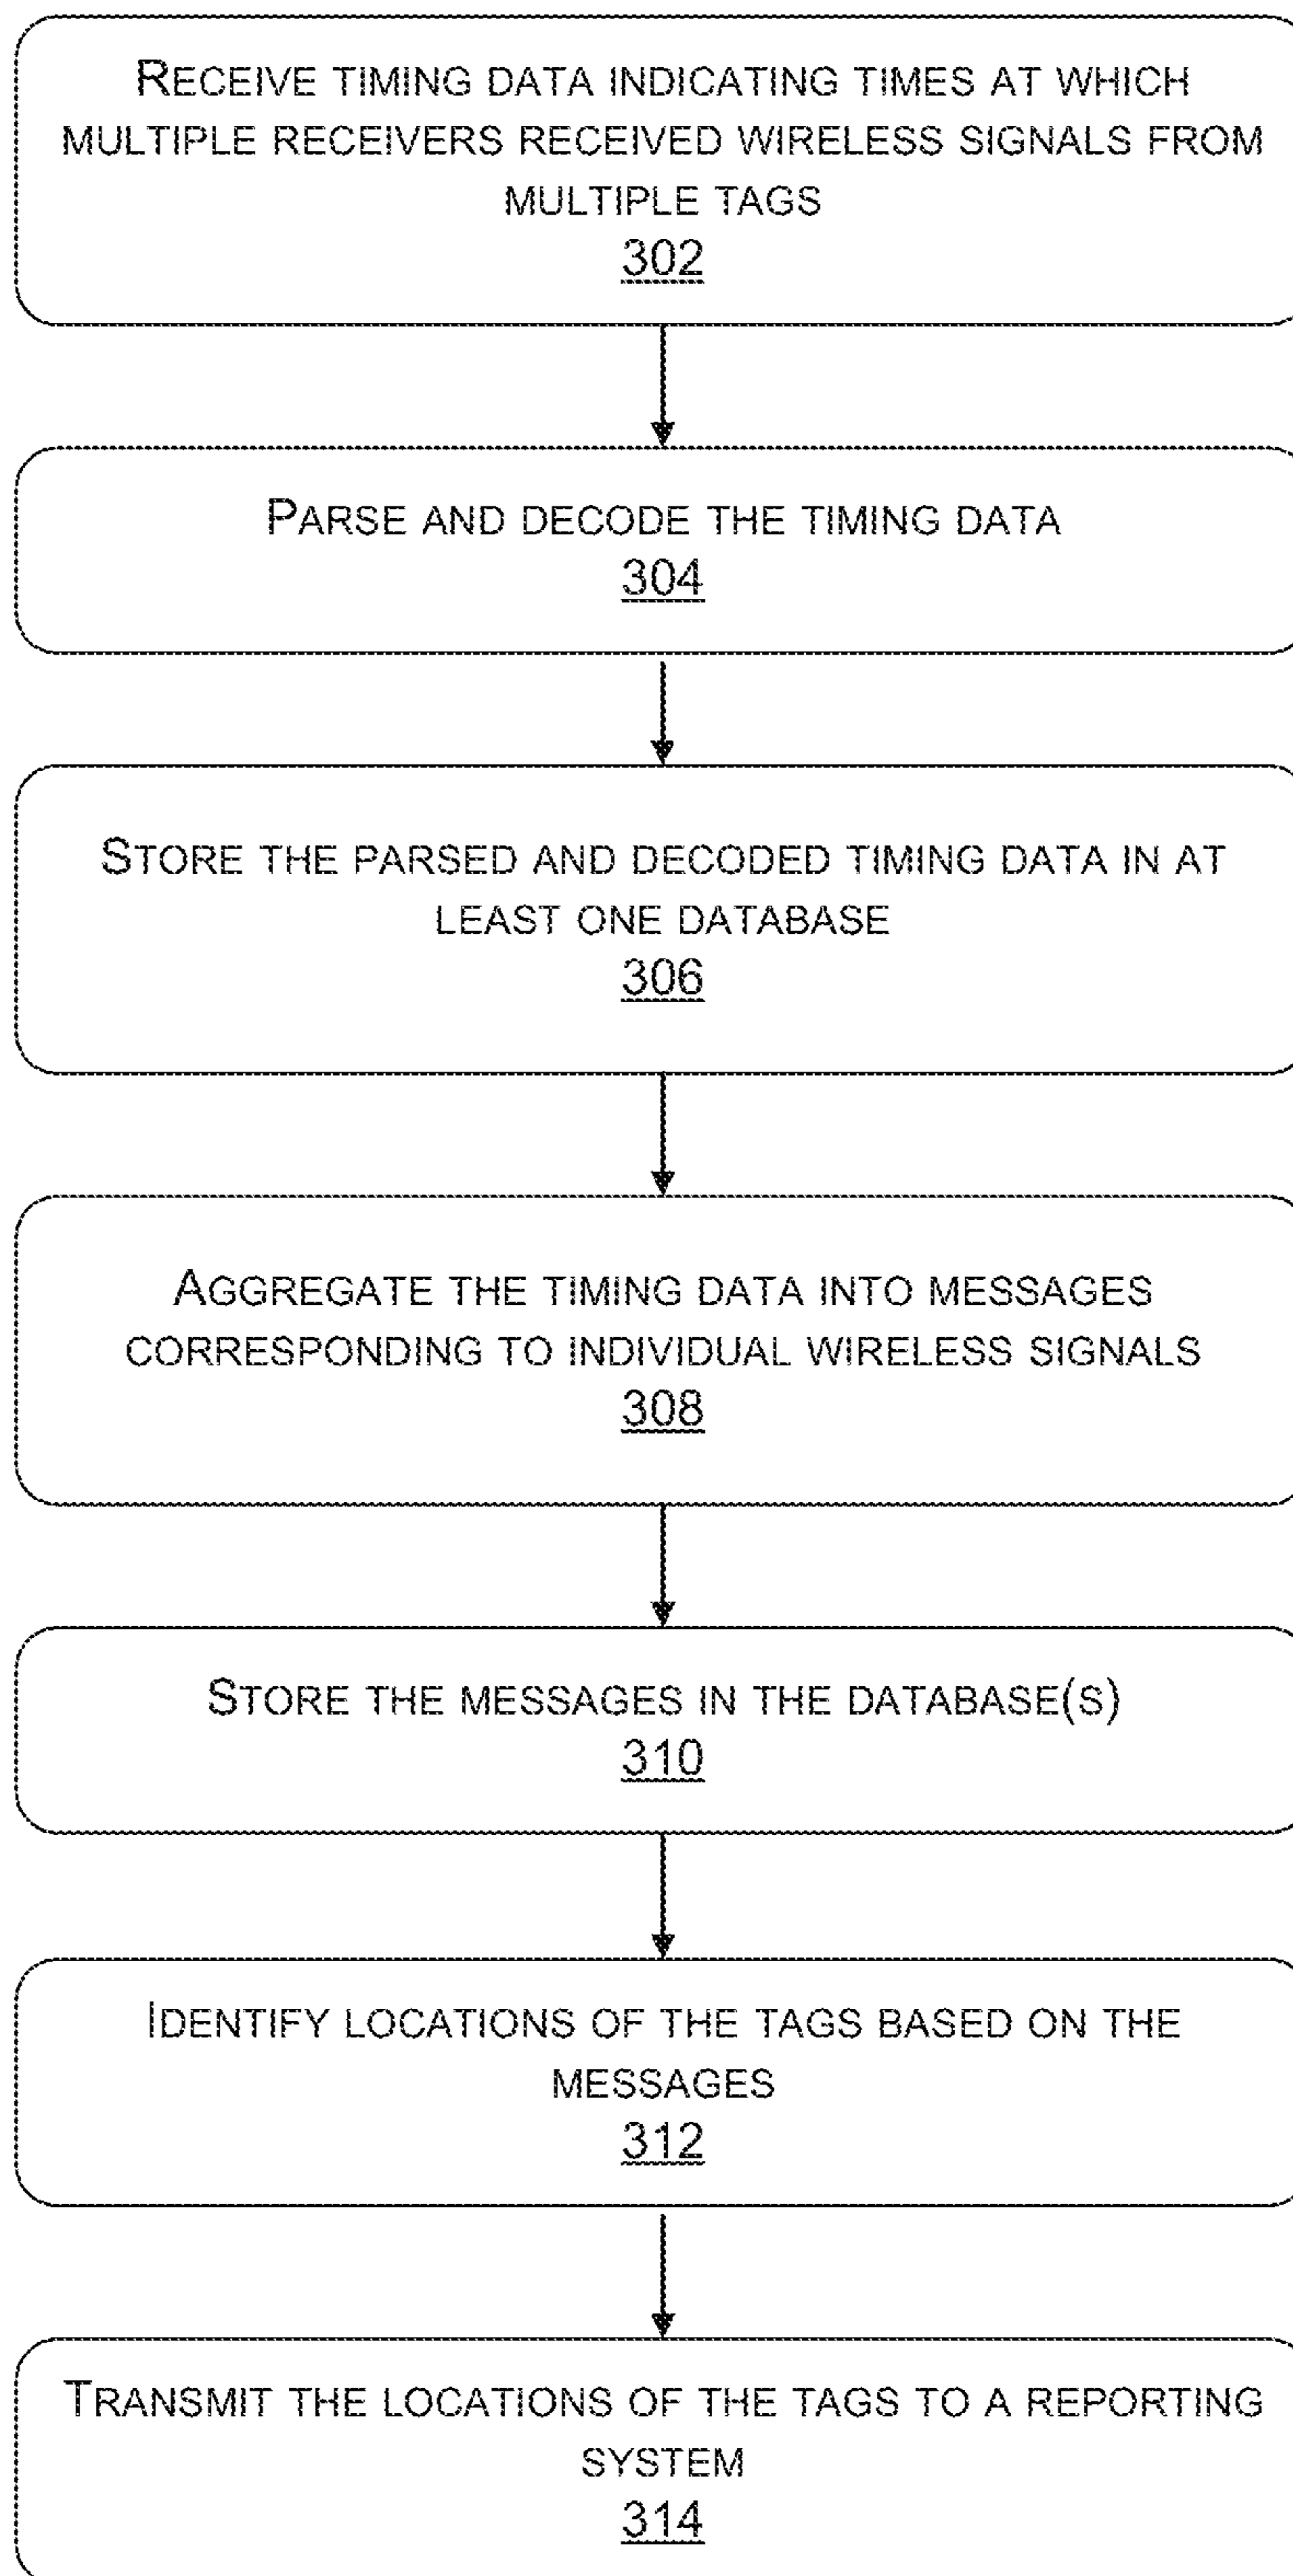 RECEIVE TIMING DATA INDICATING TIMES AT WHICH
MULTIPLE RECEIVERS RECEIVED WIRELESS SIGNALS FROM
MULTIPLE TAGS
302
PARSE AND DECODE THE TIMING DATA
304
STORE THE PARSED AND DECODED TIMING DATA IN AT
LEAST ONE DATABASE
306
AGGREGATE THE TIMING DATA INTO MESSAGES
CORRESPONDING TO INDIVIDUAL WIRELESS SIGNALS
308
STORE THE MESSAGES IN THE DATABASE(S)
310
IDENTIFY LOCATIONS OF THE TAGS BASED ON THE
MESSAGES
312
TRANSMIT THE LOCATIONS OF THE TAGS TO A REPORTING
SYSTEM
314